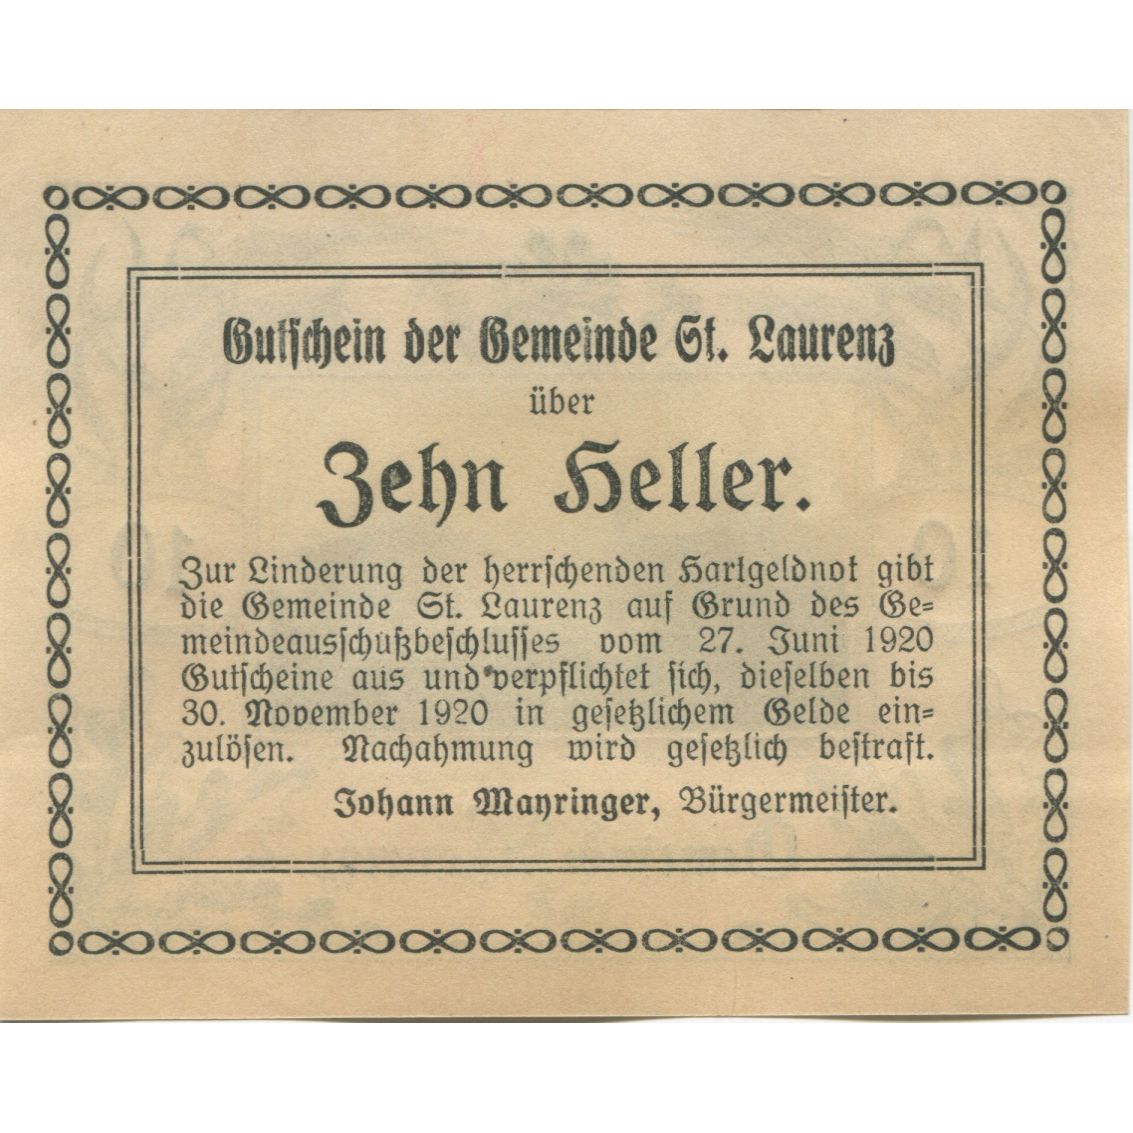 Gutschein der Gemeinde St. Laurenz
über
Zehn Heller.
Zur Linderung der herrschenden Hartgeldnot gibt
die Gemeinde St. Laurenz auf Grund des Ge-
meindeausschußbeschlusses vom 27. Juni 1920
Gutscheine aus und verpflichtet sich, dieselben bis
30. November 1920 in gesetzlichem Gelde ein-
zulösen. Nachahmung wird gesetzlich bestraft.
Johann Mayringer, Bürgermeister.